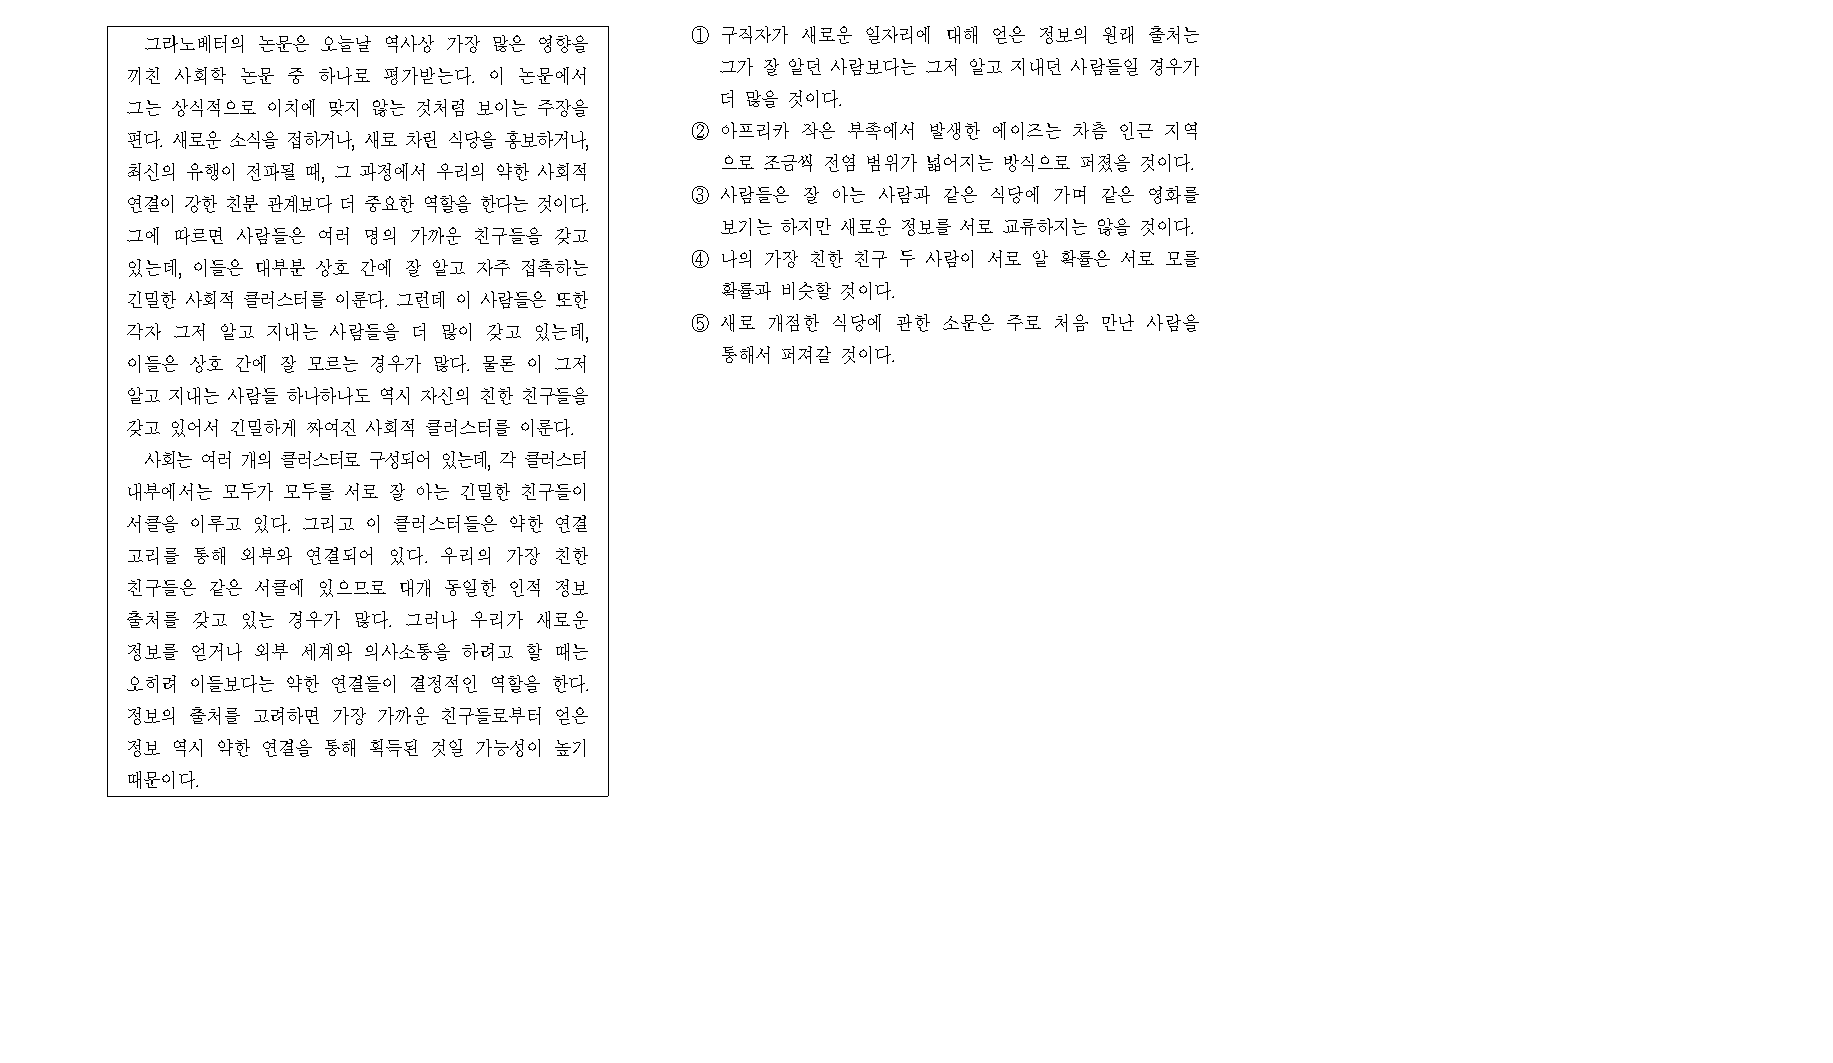 그라노베터의 논문은 오늘날 역사상 가장 많은 영향을
끼친 사회학 논문 중 하나로 평가받는다. 이 논문에서
그는 상식적으로 이치에 맞지 않는 것처럼 보이는 주장을
편다. 새로운 소식을 접하거나, 새로 차린 식당을 홍보하거나,
최신의 유행이 전파될 때, 그 과정에서 우리의 약한 사회적
연결이 강한 친분 관계보다 더 중요한 역할을 한다는 것이다.
그에 따르면 사람들은 여러 명의 가까운 친구들을 갖고
있는데, 이들은 대부분 상호 간에 잘 알고 자주 접촉하는
긴밀한 사회적 클러스터를 이룬다. 그런데 이 사람들은 또한
각자 그저 알고 지내는 사람들을 더 많이 갖고 있는데,
이들은 상호 간에 잘 모르는 경우가 많다. 물론 이 그저
알고 지내는 사람들 하나하나도 역시 자신의 친한 친구들을
갖고 있어서 긴밀하게 짜여진 사회적 클러스터를 이룬다.
사회는 여러 개의 클러스터로 구성되어 있는데, 각 클러스터
내부에서는 모두가 모두를 서로 잘 아는 긴밀한 친구들이
서클을 이루고 있다. 그리고 이 클러스터들은 약한 연결
고리를 통해 외부와 연결되어 있다. 우리의 가장 친한
친구들은 같은 서클에 있으므로 대개 동일한 인적 정보
출처를 갖고 있는 경우가 많다. 그러나 우리가 새로운
정보를 얻거나 외부 세계와 의사소통을 하려고 할 때는
오히려 이들보다는 약한 연결들이 결정적인 역할을 한다.
정보의 출처를 고려하면 가장 가까운 친구들로부터 얻은
정보 역시 약한 연결을 통해 획득된 것일 가능성이 높기
때문이다.
① 구직자가 새로운 일자리에 대해 얻은 정보의 원래 출처는
그가 잘 알던 사람보다는 그저 알고 지내던 사람들일 경우가
더 많을 것이다.
② 아프리카 작은 부족에서 발생한 에이즈는 차츰 인근 지역
으로 조금씩 전염 범위가 넓어지는 방식으로 퍼졌을 것이다.
③ 사람들은 잘 아는 사람과 같은 식당에 가며 같은 영화를
보기는 하지만 새로운 정보를 서로 교류하지는 않을 것이다.
④ 나의 가장 친한 친구 두 사람이 서로 알 확률은 서로 모를
확률과 비슷할 것이다.
⑤ 새로 개점한 식당에 관한 소문은 주로 처음 만난 사람을
통해서 퍼져갈 것이다.